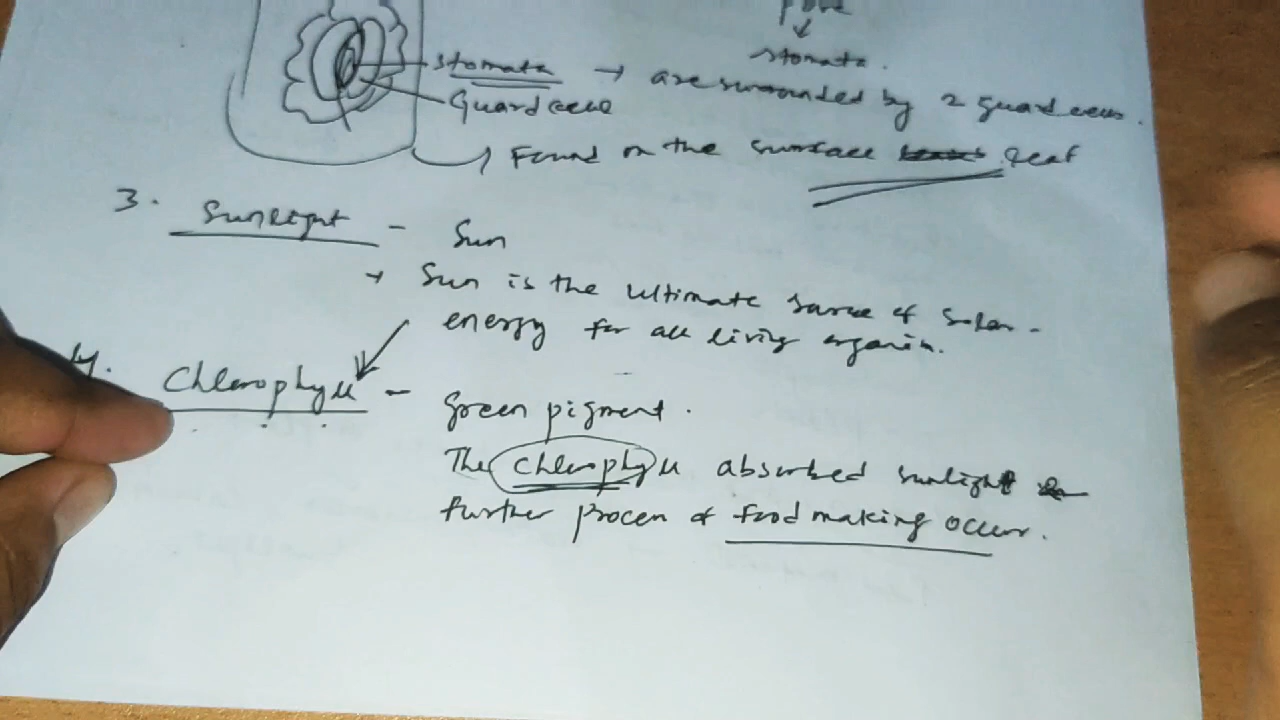 pore
stomata.
stomata → are surrounded by 2 guard cells.
Guard cell
Found on the surface leaf
3. Sunlight - Sun
→ Sun is the ultimate source of solar-
energy for all living organism.
4. Chlorophyll - Green pigment.
The chlorophyll absorbed sunlight &
further process of food making occur.